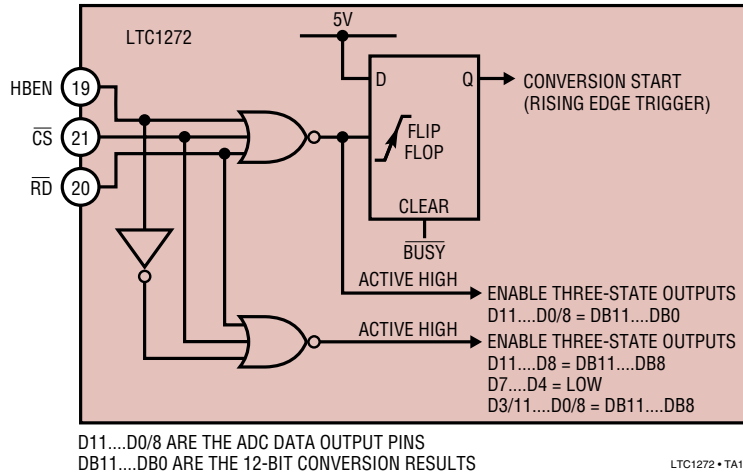 5V
LTC1272
HBEN 19
CS 21
RD 20
D Q
CONVERSION START
(RISING EDGE TRIGGER)
FLIP
FLOP
CLEAR
BUSY
ACTIVE HIGH
ENABLE THREE-STATE OUTPUTS
D11....D0/8 = DB11....DB0
ACTIVE HIGH
ENABLE THREE-STATE OUTPUTS
D11....D8 = DB11....DB8
D7....D4 = LOW
D3/11....D0/8 = DB11....DB8
D11....D0/8 ARE THE ADC DATA OUTPUT PINS
DB11....DB0 ARE THE 12-BIT CONVERSION RESULTS
LTC1272 • TA1